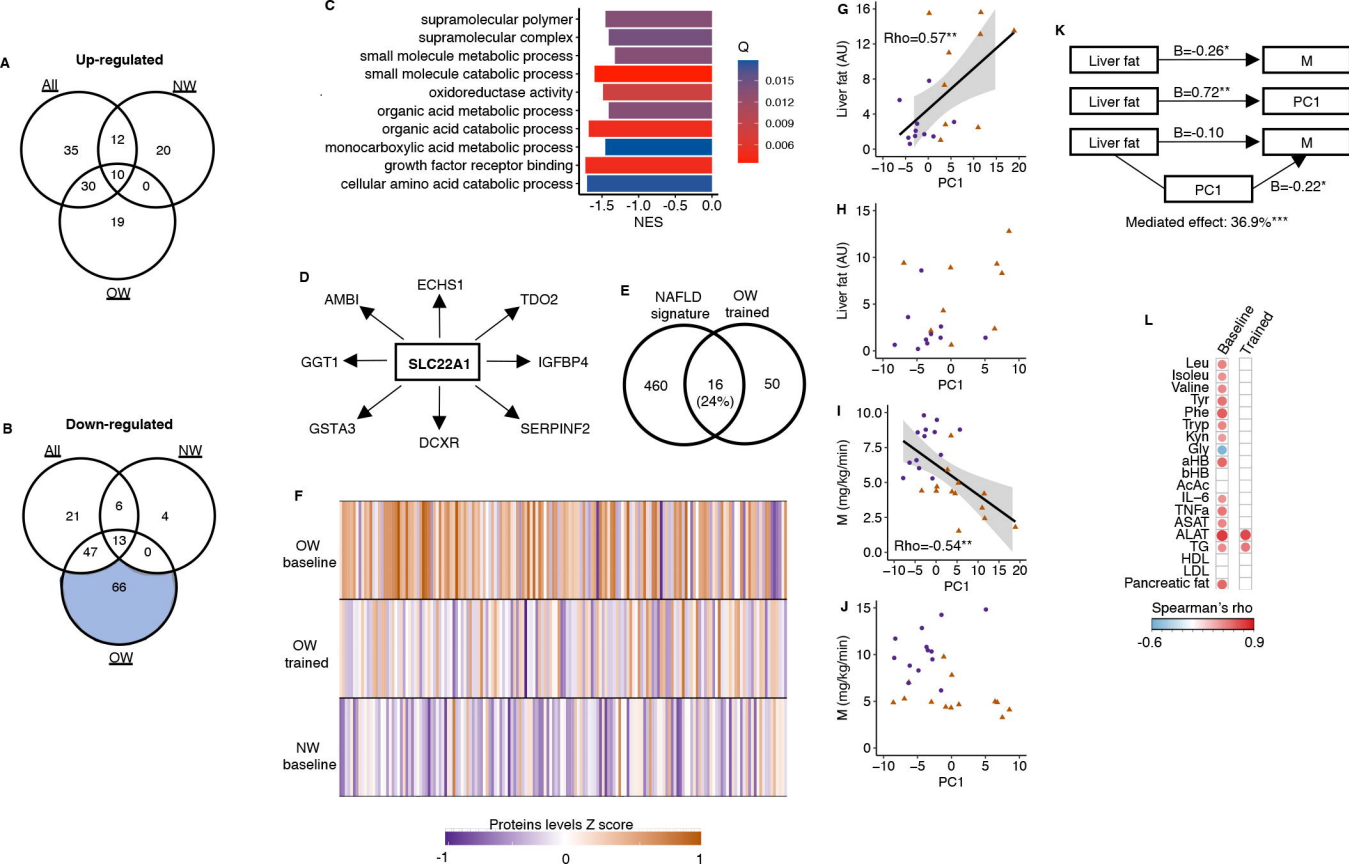 A
Up-regulated
All
NW
35
12
20
30
10
0
19
OW
B
Down-regulated
All
NW
21
6
4
47
13
0
66
OW
C
supramolecular polymer
supramolecular complex
small molecule metabolic process
small molecule catabolic process
oxidoreductase activity
organic acid metabolic process
organic acid catabolic process
monocarboxylic acid metabolic process
growth factor receptor binding
cellular amino acid catabolic process
−1.5 −1.0 −0.5 0.0
NES
Q
0.015
0.012
0.009
0.006
D
ECHS1
AMBI
TDO2
GGT1
SLC22A1
IGFBP4
GSTA3
DCXR
SERPINF2
E
NAFLD signature
OW trained
460
16
(24%)
50
F
OW baseline
OW trained
NW baseline
Proteins levels Z score
-1 0 1
G
Liver fat (AU)
16
12
8
4
0
Rho=0.57**
−10 −5 0 5 10 15 20
PC1
H
Liver fat (AU)
15
10
5
0
−10 −5 0 5 10
PC1
I
M (mg/kg/min)
10.0
7.5
5.0
2.5
0.0
Rho=-0.54**
−10 −5 0 5 10 15 20
PC1
J
M (mg/kg/min)
15
10
5
0
−10 −5 0 5 10
PC1
K
Liver fat B=-0.26* M
Liver fat B=0.72** PC1
Liver fat B=-0.10 M
PC1 B=-0.22*
Mediated effect: 36.9%***
L
Baseline
Trained
Leu
Isoleu
Valine
Tyr
Phe
Tryp
Kyn
Gly
aHB
bHB
AcAc
IL−6
TNFa
ASAT
ALAT
TG
HDL
LDL
Pancreatic fat
Spearman's rho
-0.6 0.9